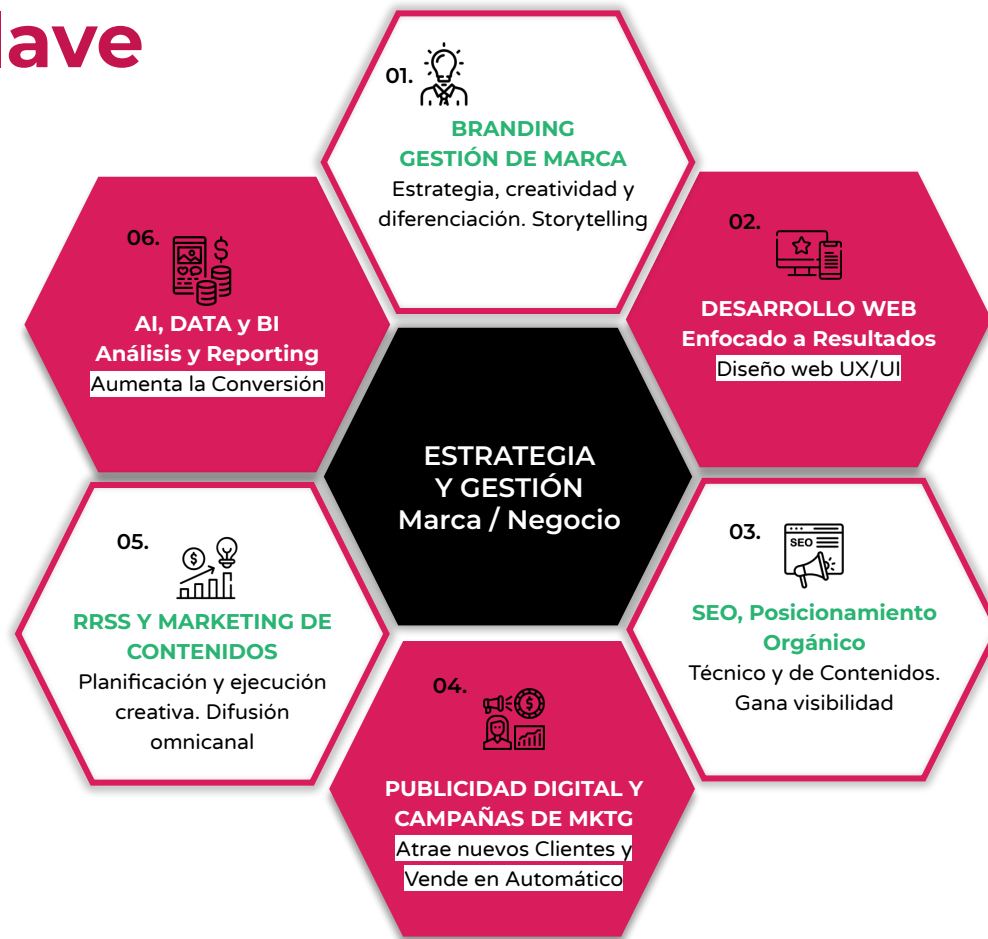 lave
01.
BRANDING
GESTIÓN DE MARCA
Estrategia, creatividad y
diferenciación. Storytelling
02.
DESARROLLO WEB
Enfocado a Resultados
Diseño web UX/UI
03.
SEO
SEO, Posicionamiento
Orgánico
Técnico y de Contenidos.
Gana visibilidad
04.
PUBLICIDAD DIGITAL Y
CAMPAÑAS DE MKTG
Atrae nuevos Clientes y
Vende en Automático
05.
RRSS Y MARKETING DE
CONTENIDOS
Planificación y ejecución
creativa. Difusión
omnicanal
06.
AI, DATA y BI
Análisis y Reporting
Aumenta la Conversión
ESTRATEGIA
Y GESTIÓN
Marca / Negocio